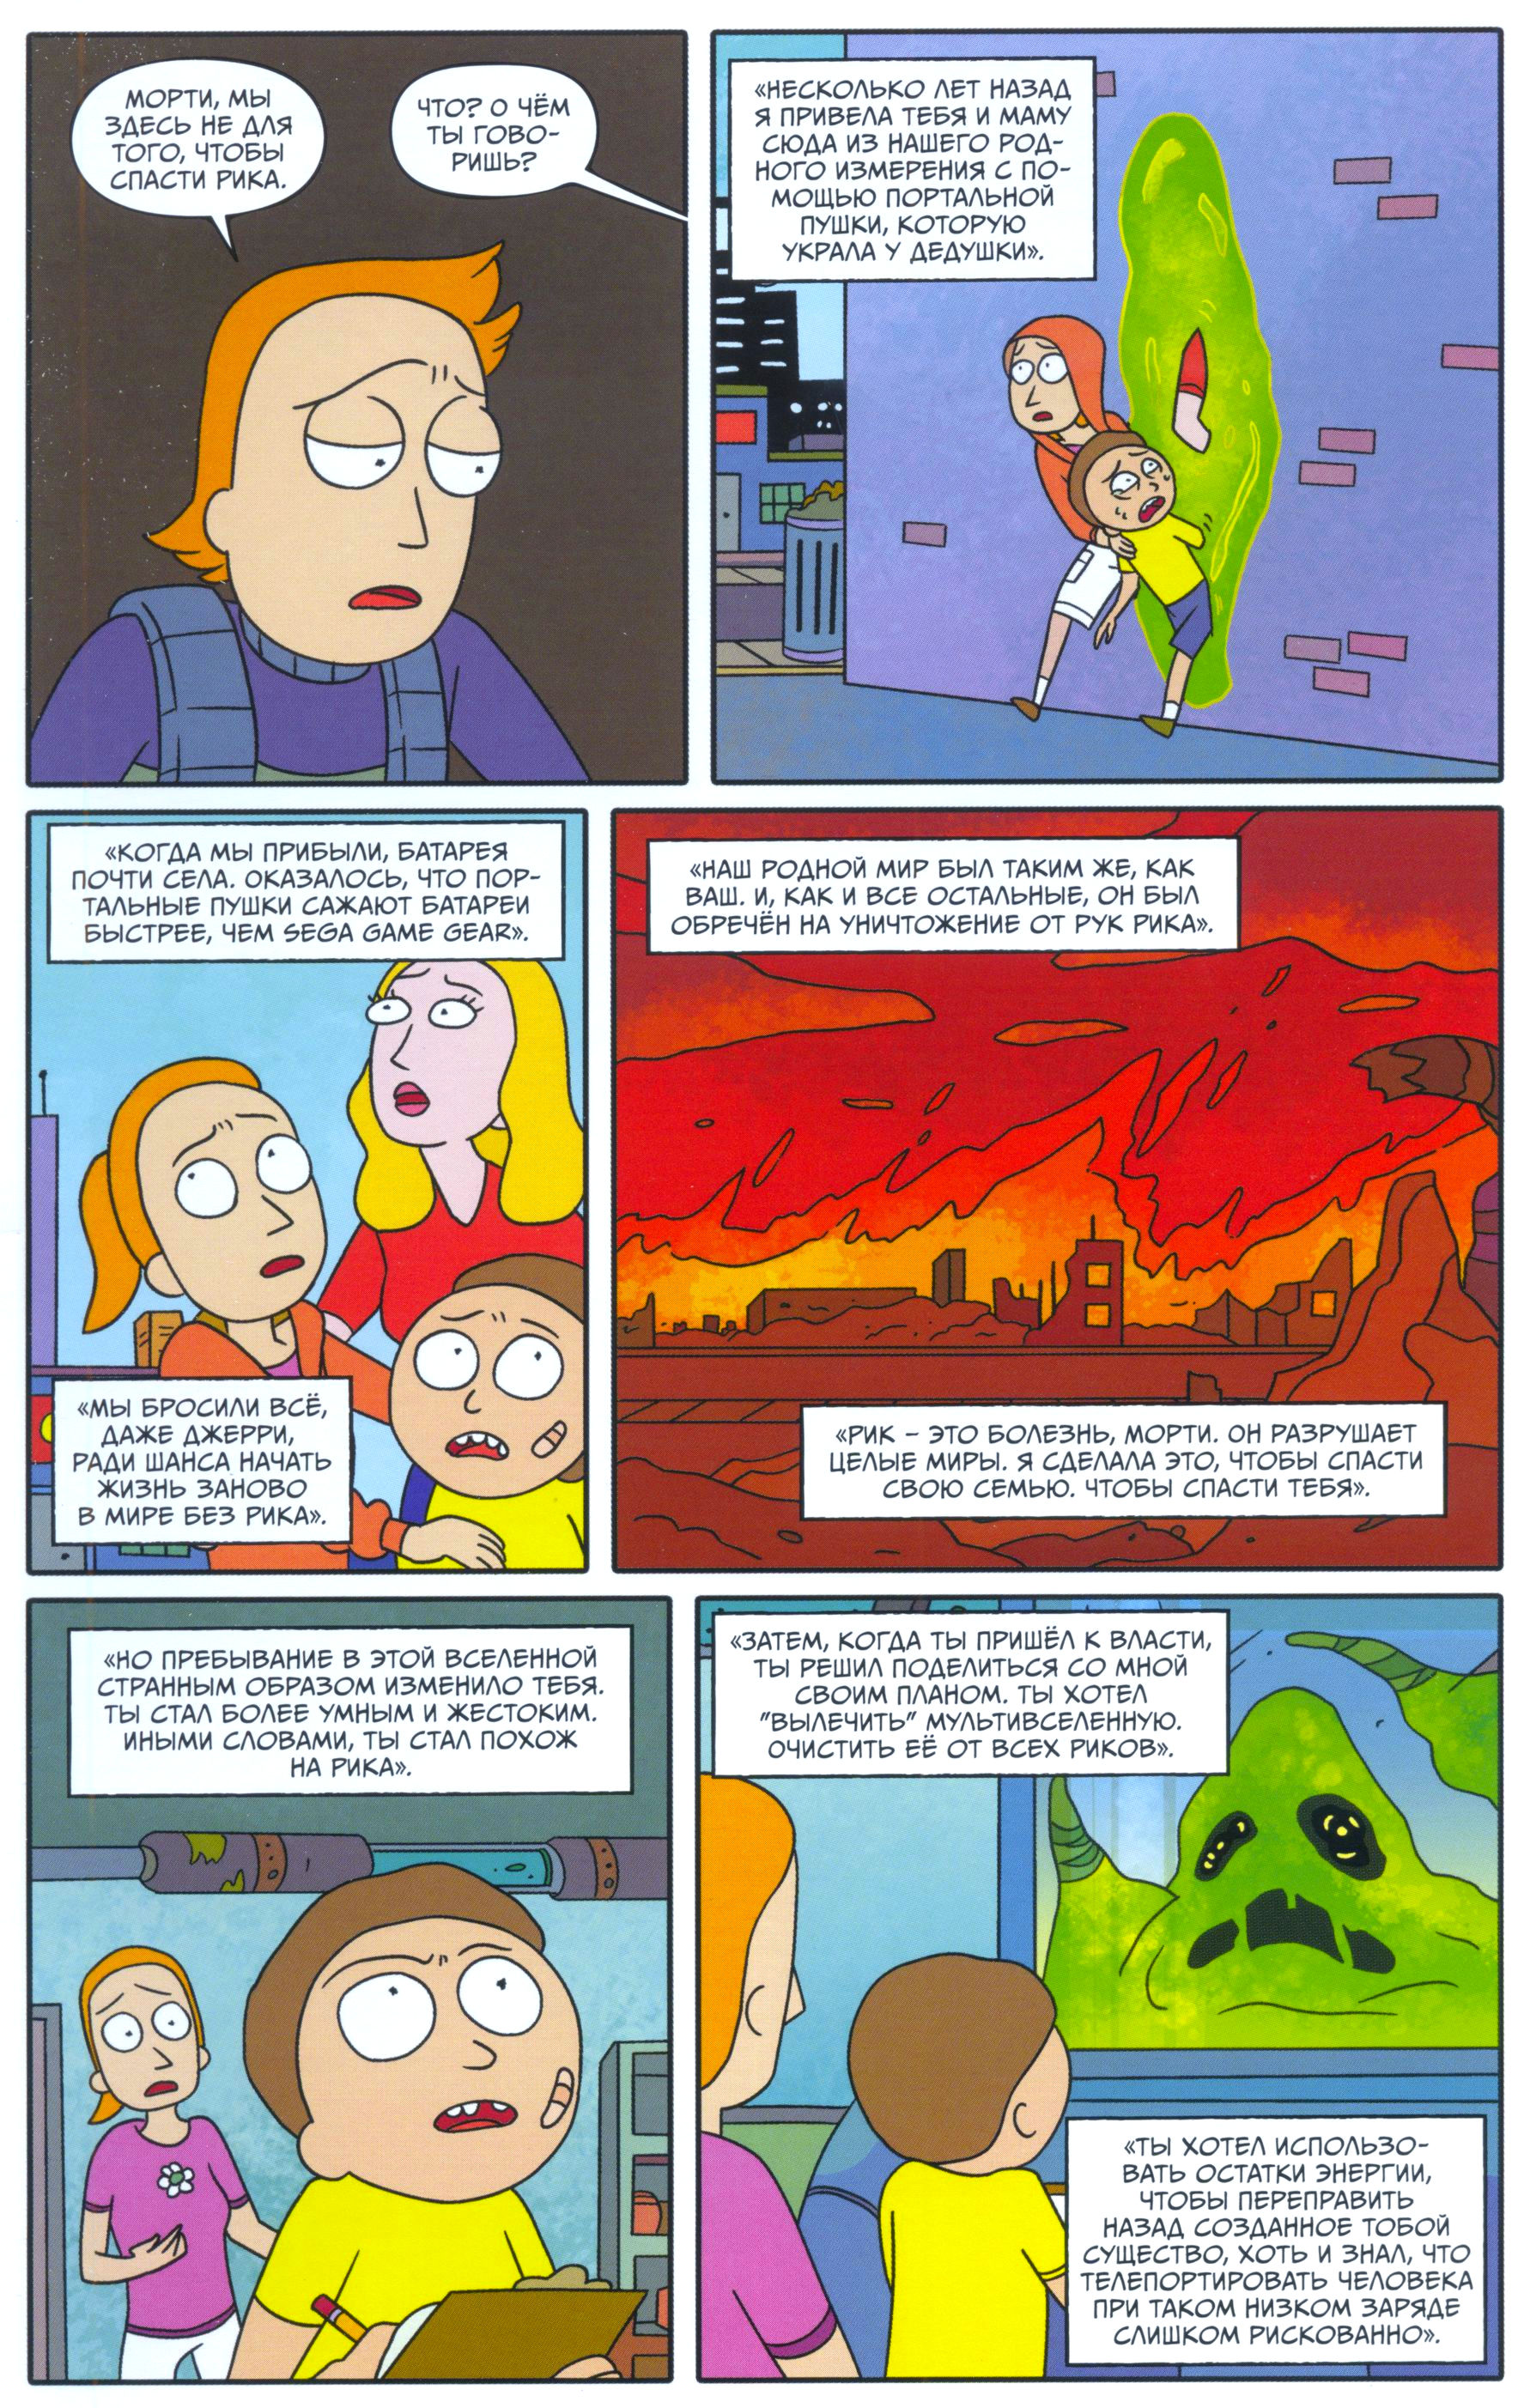 МОРТИ, МЫ
ЗДЕСЬ НЕ ДЛЯ
ТОГО, ЧТОБЫ
СПАСТИ РИКА.
ЧТО? О ЧЁМ
ТЫ ГОВО-
РИШЬ?
«НЕСКОЛЬКО ЛЕТ НАЗАД
Я ПРИВЕЛА ТЕБЯ И МАМУ
СЮДА ИЗ НАШЕГО РОД-
НОГО ИЗМЕРЕНИЯ С ПО-
МОЩЬЮ ПОРТАЛЬНОЙ
ПУШКИ, КОТОРУЮ
УКРАЛА У ДЕДУШКИ».
«КОГДА МЫ ПРИБЫЛИ, БАТАРЕЯ
ПОЧТИ СЕЛА. ОКАЗАЛОСЬ, ЧТО ПОР-
ТАЛЬНЫЕ ПУШКИ САЖАЮТ БАТАРЕИ
БЫСТРЕЕ, ЧЕМ SEGA GAME GEAR».
«МЫ БРОСИЛИ ВСЁ,
ДАЖЕ ДЖЕРРИ,
РАДИ ШАНСА НАЧАТЬ
ЖИЗНЬ ЗАНОВО
В МИРЕ БЕЗ РИКА».
«НАШ РОДНОЙ МИР БЫЛ ТАКИМ ЖЕ, КАК
ВАШ. И, КАК И ВСЕ ОСТАЛЬНЫЕ, ОН БЫЛ
ОБРЕЧЁН НА УНИЧТОЖЕНИЕ ОТ РУК РИКА».
«РИК – ЭТО БОЛЕЗНЬ, МОРТИ. ОН РАЗРУШАЕТ
ЦЕЛЫЕ МИРЫ. Я СДЕЛАЛА ЭТО, ЧТОБЫ СПАСТИ
СВОЮ СЕМЬЮ. ЧТОБЫ СПАСТИ ТЕБЯ».
«НО ПРЕБЫВАНИЕ В ЭТОЙ ВСЕЛЕННОЙ
СТРАННЫМ ОБРАЗОМ ИЗМЕНИЛО ТЕБЯ.
ТЫ СТАЛ БОЛЕЕ УМНЫМ И ЖЕСТОКИМ.
ИНЫМИ СЛОВАМИ, ТЫ СТАЛ ПОХОЖ
НА РИКА».
«ЗАТЕМ, КОГДА ТЫ ПРИШЁЛ К ВЛАСТИ,
ТЫ РЕШИЛ ПОДЕЛИТЬСЯ СО МНОЙ
СВОИМ ПЛАНОМ. ТЫ ХОТЕЛ
"ВЫЛЕЧИТЬ" МУЛЬТИВСЕЛЕННУЮ.
ОЧИСТИТЬ ЕЁ ОТ ВСЕХ РИКОВ».
«ТЫ ХОТЕЛ ИСПОЛЬЗО-
ВАТЬ ОСТАТКИ ЭНЕРГИИ,
ЧТОБЫ ПЕРЕПРАВИТЬ
НАЗАД СОЗДАННОЕ ТОБОЙ
СУЩЕСТВО, ХОТЬ И ЗНАЛ, ЧТО
ТЕЛЕПОРТИРОВАТЬ ЧЕЛОВЕКА
ПРИ ТАКОМ НИЗКОМ ЗАРЯДЕ
СЛИШКОМ РИСКОВАННО».